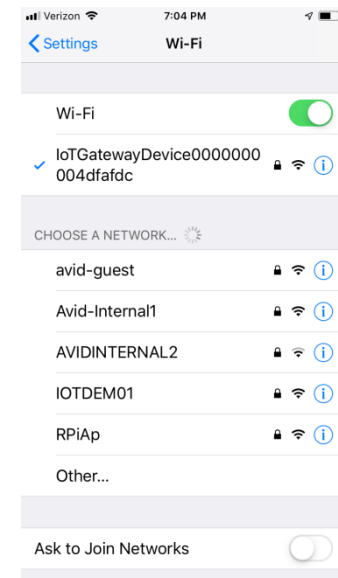 Verizon 7:04 PM
Settings Wi-Fi
Wi-Fi
IoTGatewayDevice0000000
004dfafdc
CHOOSE A NETWORK...
avid-guest
Avid-Internal1
AVIDINTERNAL2
IOTDEM01
RPiAp
Other...
Ask to Join Networks